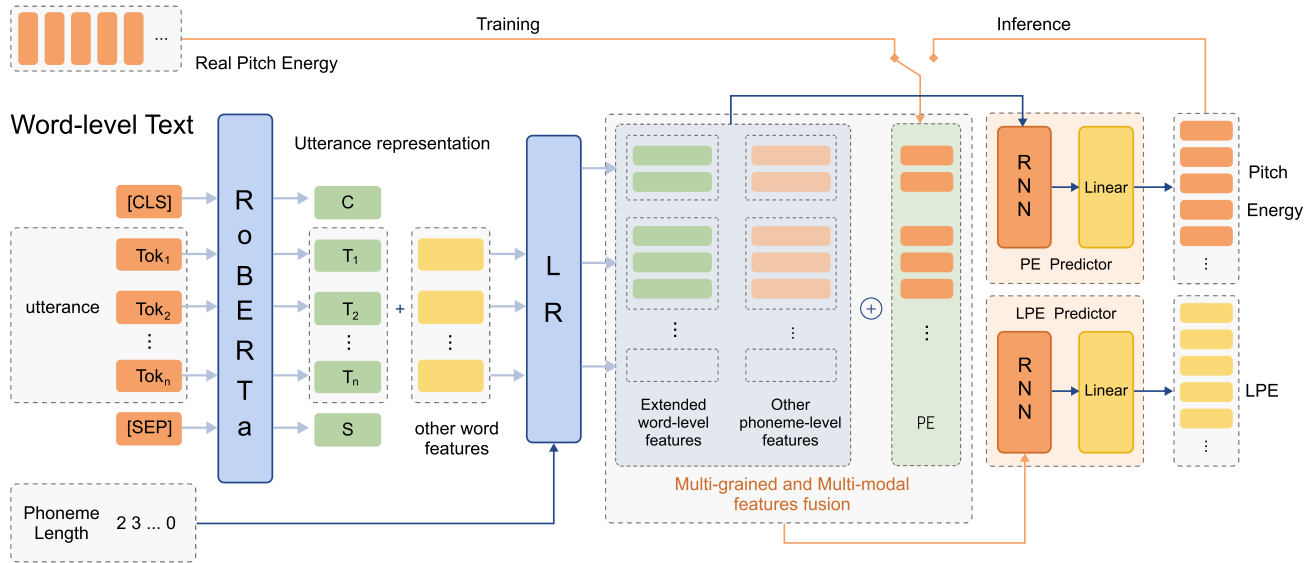 ...
Real Pitch Energy
Training
Inference
Word-level Text
Utterance representation
[CLS]
Tok1
Tok2
⋮
Tokn
[SEP]
utterance
R
o
B
E
R
T
a
C
T1
T2
⋮
Tn
S
+
⋮
other word
features
L
R
Phoneme
Length
2 3 ... 0
⋮
Extended
word-level
features
⋮
Other
phoneme-level
features
+
⋮
PE
Multi-grained and Multi-modal
features fusion
R
N
N
Linear
PE Predictor
LPE Predictor
R
N
N
Linear
Pitch
Energy
⋮
LPE
⋮